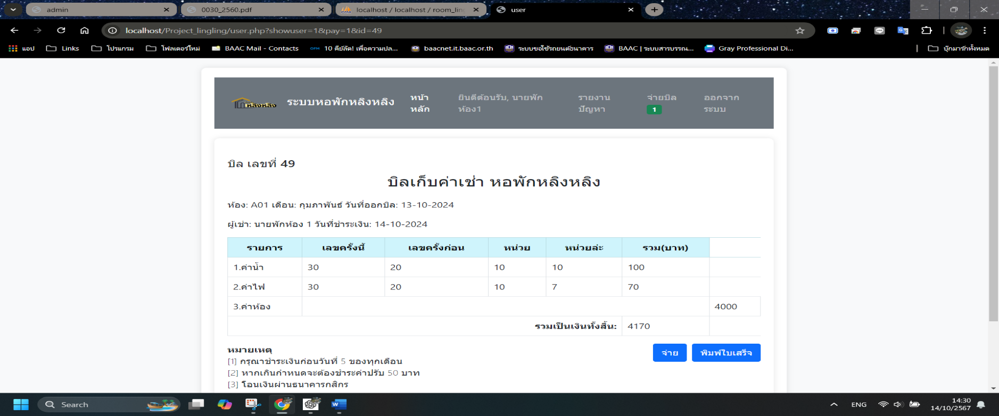 admin
0030_2560.pdf
localhost / localhost / room_lin
user
localhost/Project_lingling/user.php?showuser=1&pay=1&id=49
แอป
Links
โปรแกรม
โฟลเดอร์ใหม่
BAAC Mail - Contacts
10 คีย์ลัด! เพื่อความปล...
baacnet.it.baac.or.th
ระบบขอใช้รถยนต์ธนาคาร
BAAC | ระบบสารบรรณ...
Gray Professional Di...
บุ๊กมาร์กทั้งหมด
หลิงหลิง
ระบบหอพักหลิงหลิง
หน้า
หลัก
ยินดีต้อนรับ, นายพัก
ห้อง1
รายงาน
ปัญหา
จ่ายบิล
1
ออกจาก
ระบบ
บิล เลขที่ 49
บิลเก็บค่าเช่า หอพักหลิงหลิง
ห้อง: A01 เดือน: กุมภาพันธ์ วันที่ออกบิล: 13-10-2024
ผู้เช่า: นายพักห้อง 1 วันที่ชำระเงิน: 14-10-2024
รายการ เลขครั้งนี้ เลขครั้งก่อน หน่วย หน่วยล่ะ รวม(บาท)
1.ค่าน้ำ 30 20 10 10 100
2.ค่าไฟ 30 20 10 7 70
3.ค่าห้อง 4000
รวมเป็นเงินทั้งสิ้น: 4170
หมายเหตุ
[1] กรุณาชำระเงินก่อนวันที่ 5 ของทุกเดือน
[2] หากเกินกำหนดจะต้องชำระค่าปรับ 50 บาท
[3] โอนเงินผ่านธนาคารกสิกร
จ่าย
พิมพ์ใบเสร็จ
Search
ENG
14:30
14/10/2567